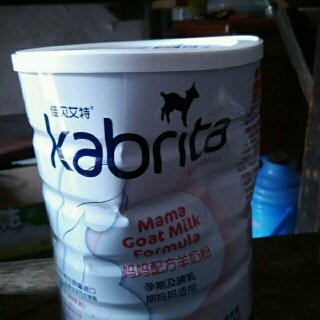 佳贝艾特®
kabrita
Mama
Goat Milk
Formula
妈妈配方羊奶粉
孕期及哺乳
期妈妈适用